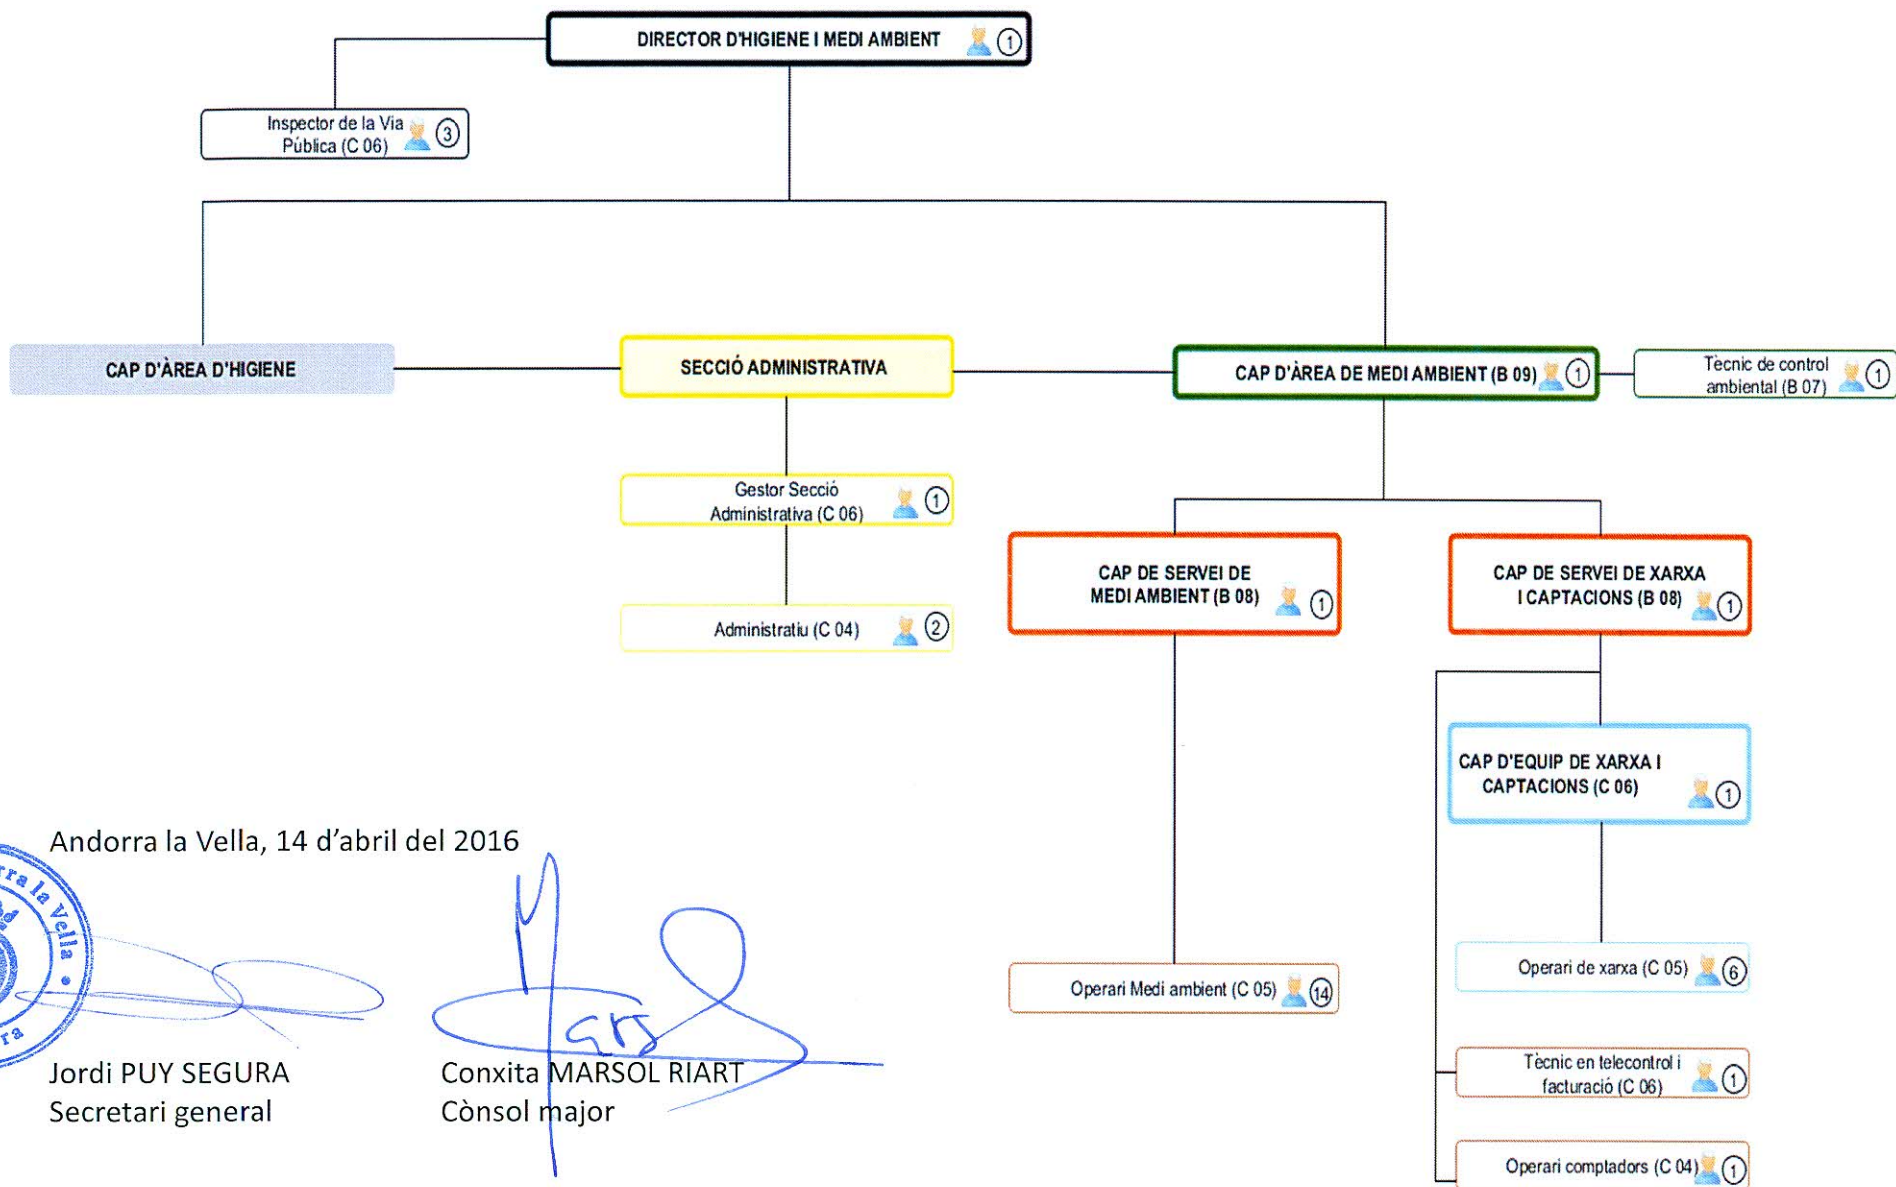 DIRECTOR D'HIGIENE I MEDI AMBIENT 1
Inspector de la Via 3
Pública (C 06)
CAP D'ÀREA D'HIGIENE
SECCIÓ ADMINISTRATIVA
CAP D'ÀREA DE MEDI AMBIENT (B 09) 1
Tècnic de control 1
ambiental (B 07)
Gestor Secció 1
Administrativa (C 06)
Administratiu (C 04) 2
CAP DE SERVEI DE
MEDI AMBIENT (B 08) 1
CAP DE SERVEI DE XARXA
I CAPTACIONS (B 08) 1
CAP D'EQUIP DE XARXA I
CAPTACIONS (C 06) 1
Operari Medi ambient (C 05) 14
Operari de xarxa (C 05) 6
Tècnic en telecontrol i 1
facturació (C 06)
Operari comptadors (C 04) 1
Andorra la Vella, 14 d'abril del 2016
rra la Vella
Jordi PUY SEGURA
Secretari general
Conxita MARSOL RIART
Cònsol major